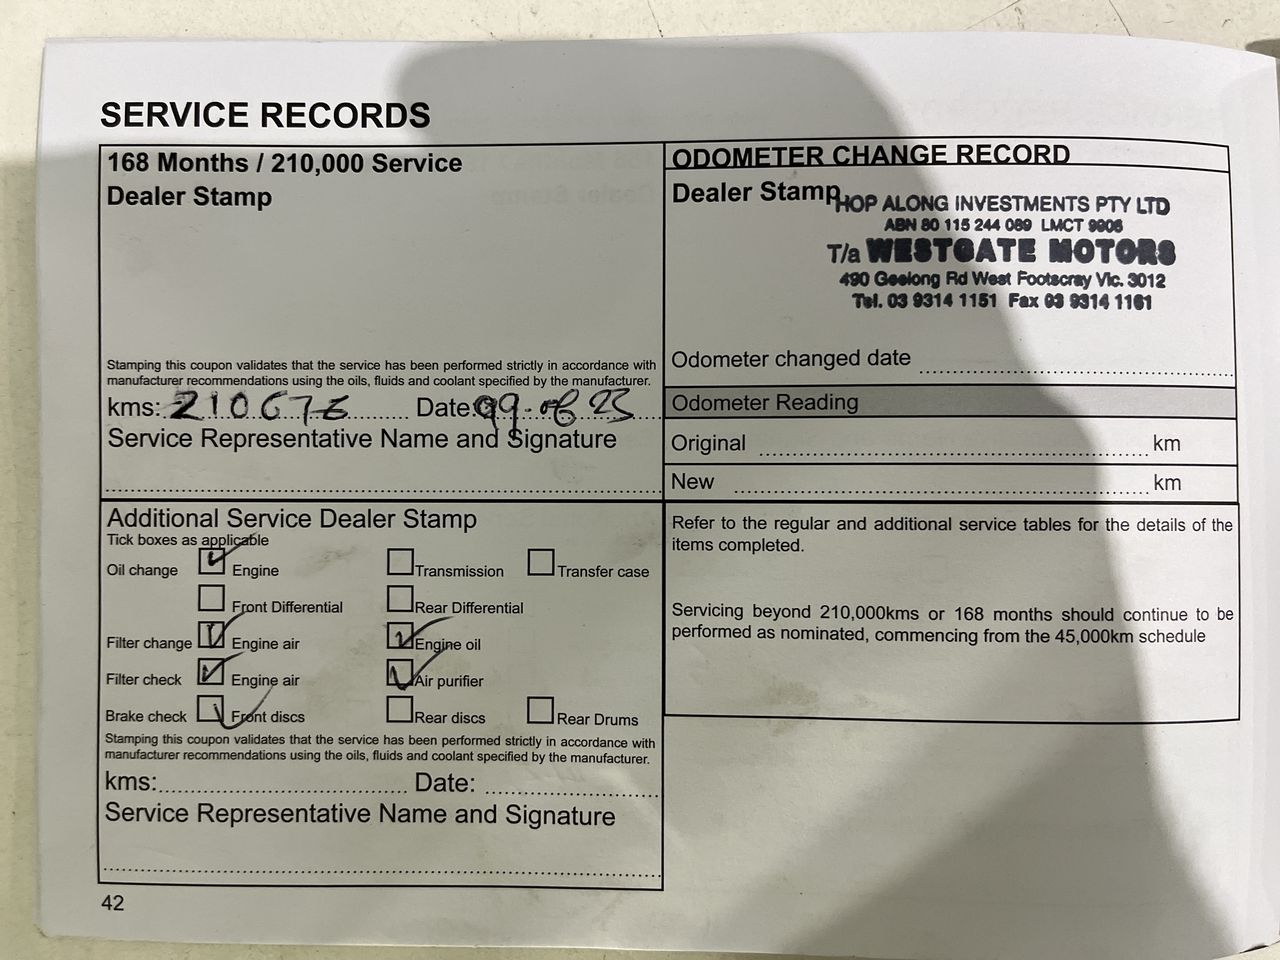 SERVICE RECORDS
168 Months / 210,000 Service
Dealer Stamp
Stamping this coupon validates that the service has been performed strictly in accordance with
manufacturer recommendations using the oils, fluids and coolant specified by the manufacturer.
kms: 210676 Date: 09-06 23
Service Representative Name and Signature
Additional Service Dealer Stamp
Tick boxes as applicable
Oil change Engine Transmission Transfer case
Front Differential Rear Differential
Filter change Engine air Engine oil
Filter check Engine air Air purifier
Brake check Front discs Rear discs Rear Drums
Stamping this coupon validates that the service has been performed strictly in accordance with
manufacturer recommendations using the oils, fluids and coolant specified by the manufacturer.
kms: Date:
Service Representative Name and Signature
42
ODOMETER CHANGE RECORD
Dealer Stamp
HOP ALONG INVESTMENTS PTY LTD
ABN 80 115 244 089 LMCT 9806
T/a WESTGATE MOTORS
490 Geelong Rd West Footscray Vic. 3012
Tel. 03 9314 1151 Fax 03 9314 1161
Odometer changed date
Odometer Reading
Original km
New km
Refer to the regular and additional service tables for the details of the
items completed.
Servicing beyond 210,000kms or 168 months should continue to be
performed as nominated, commencing from the 45,000km schedule